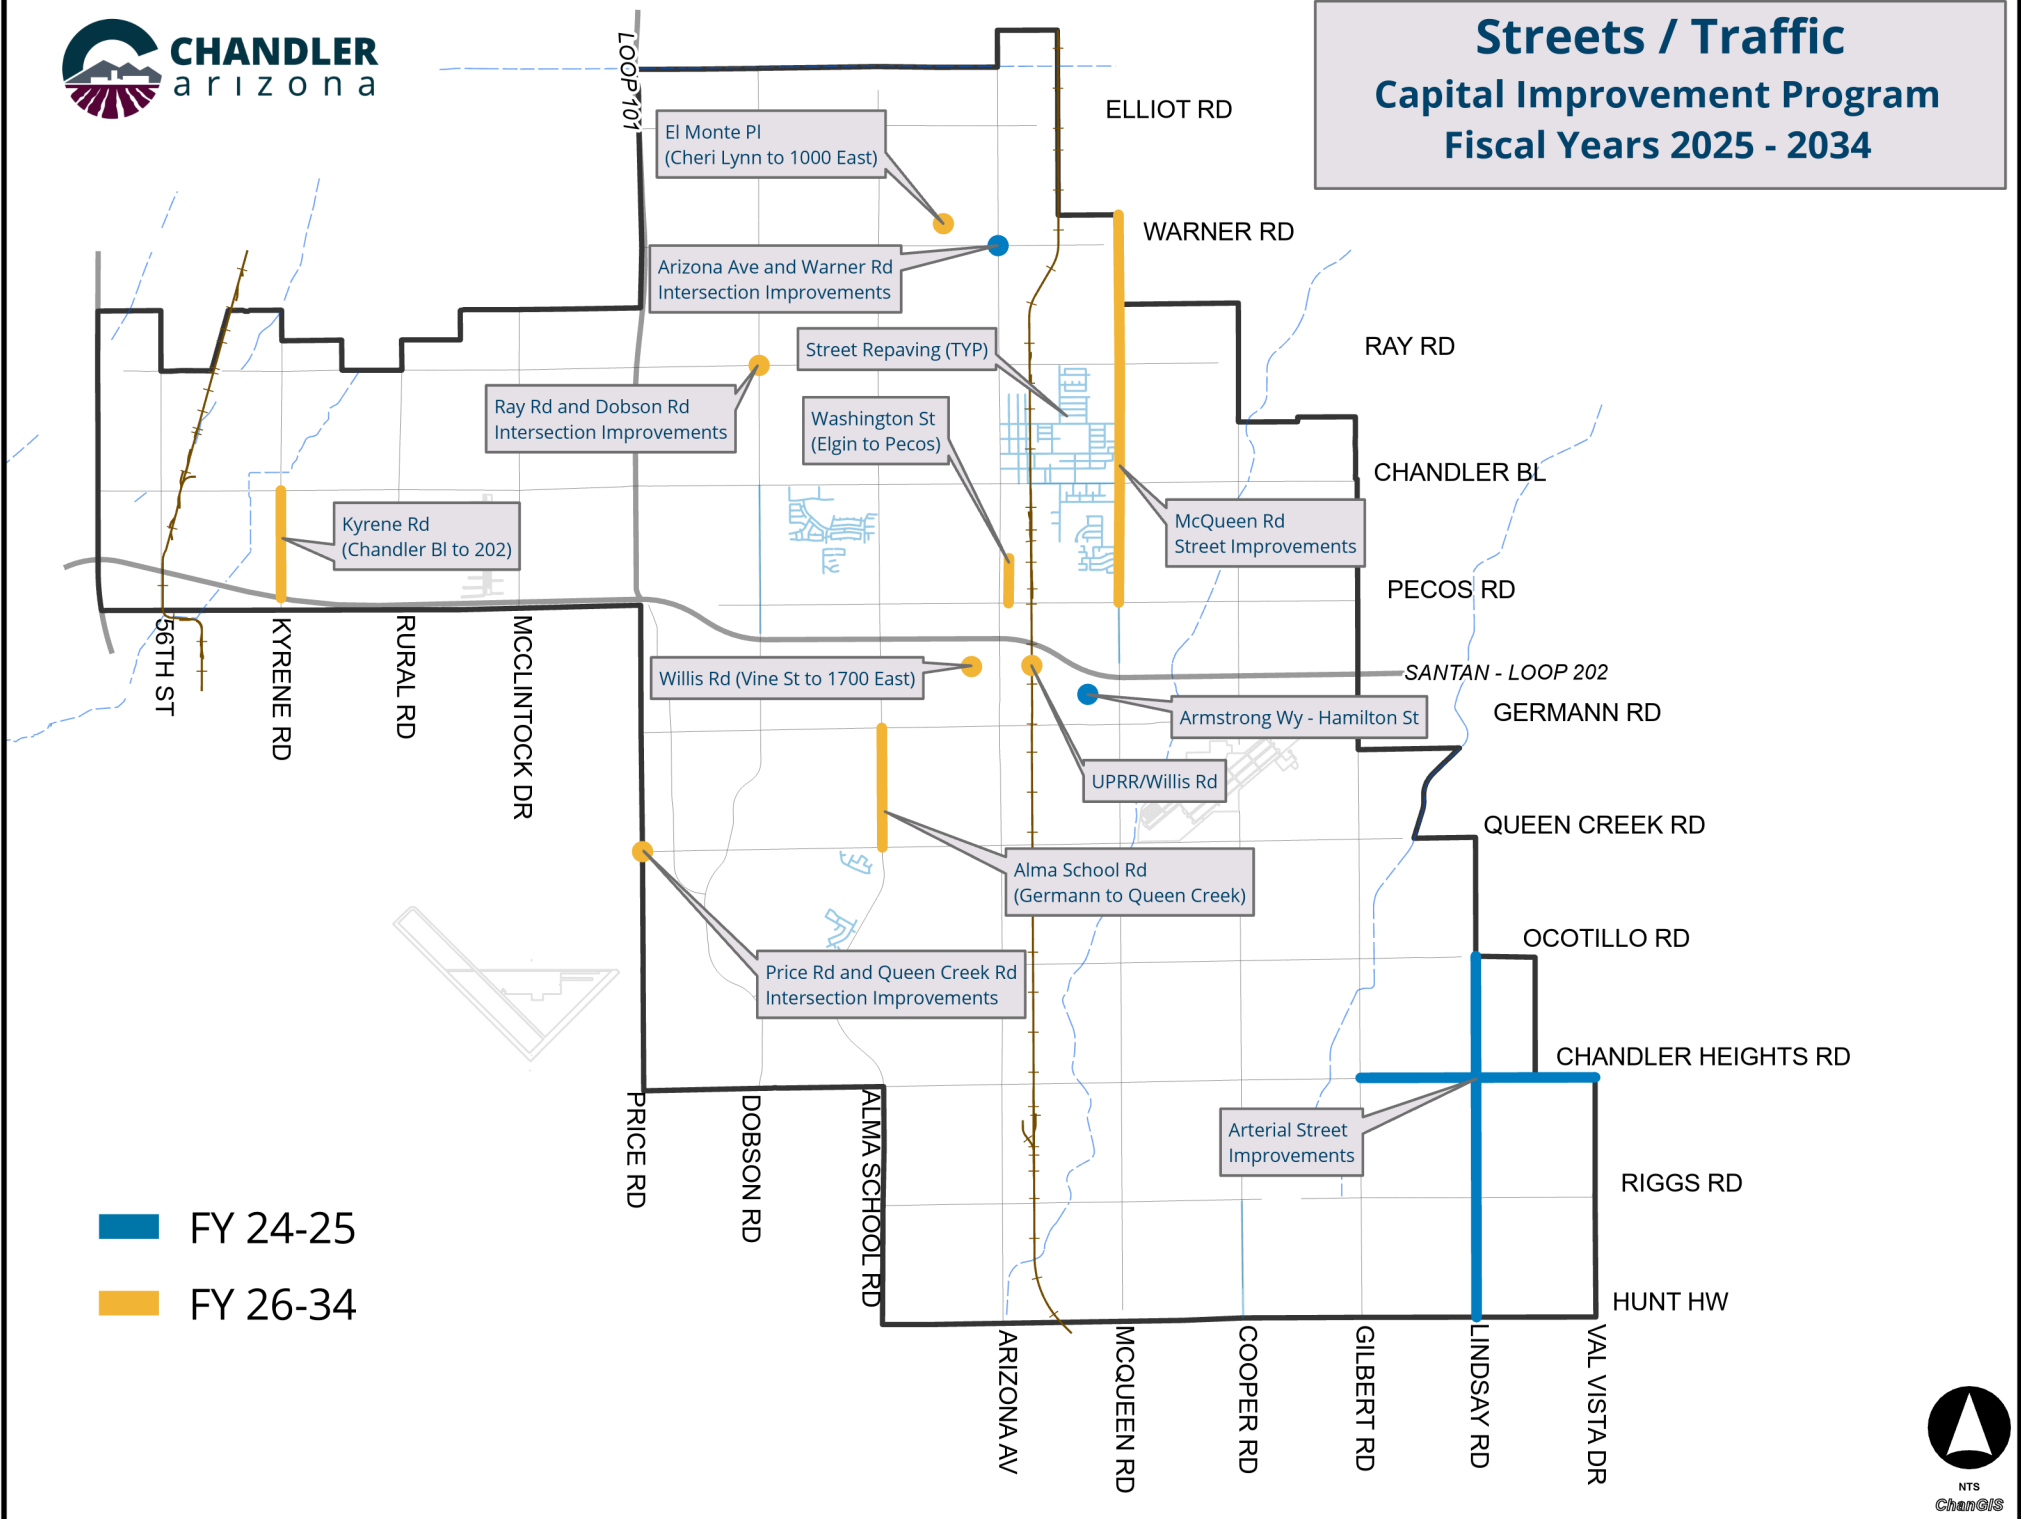 CHANDLER
arizona
Streets / Traffic
Capital Improvement Program
Fiscal Years 2025 - 2034
LOOP 101
ELLIOT RD
El Monte Pl
(Cheri Lynn to 1000 East)
WARNER RD
Arizona Ave and Warner Rd
Intersection Improvements
Street Repaving (TYP)
RAY RD
Ray Rd and Dobson Rd
Intersection Improvements
Washington St
(Elgin to Pecos)
CHANDLER BL
Kyrene Rd
(Chandler Bl to 202)
McQueen Rd
Street Improvements
PECOS RD
56TH ST
KYRENE RD
RURAL RD
MCCLINTOCK DR
Willis Rd (Vine St to 1700 East)
SANTAN - LOOP 202
GERMANN RD
Armstrong Wy - Hamilton St
UPRR/Willis Rd
QUEEN CREEK RD
Alma School Rd
(Germann to Queen Creek)
OCOTILLO RD
Price Rd and Queen Creek Rd
Intersection Improvements
CHANDLER HEIGHTS RD
PRICE RD
DOBSON RD
ALMA SCHOOL RD
Arterial Street
Improvements
RIGGS RD
FY 24-25
FY 26-34
HUNT HW
ARIZONA AV
MCQUEEN RD
COOPER RD
GILBERT RD
LINDSAY RD
VAL VISTA DR
NTS
ChanGIS